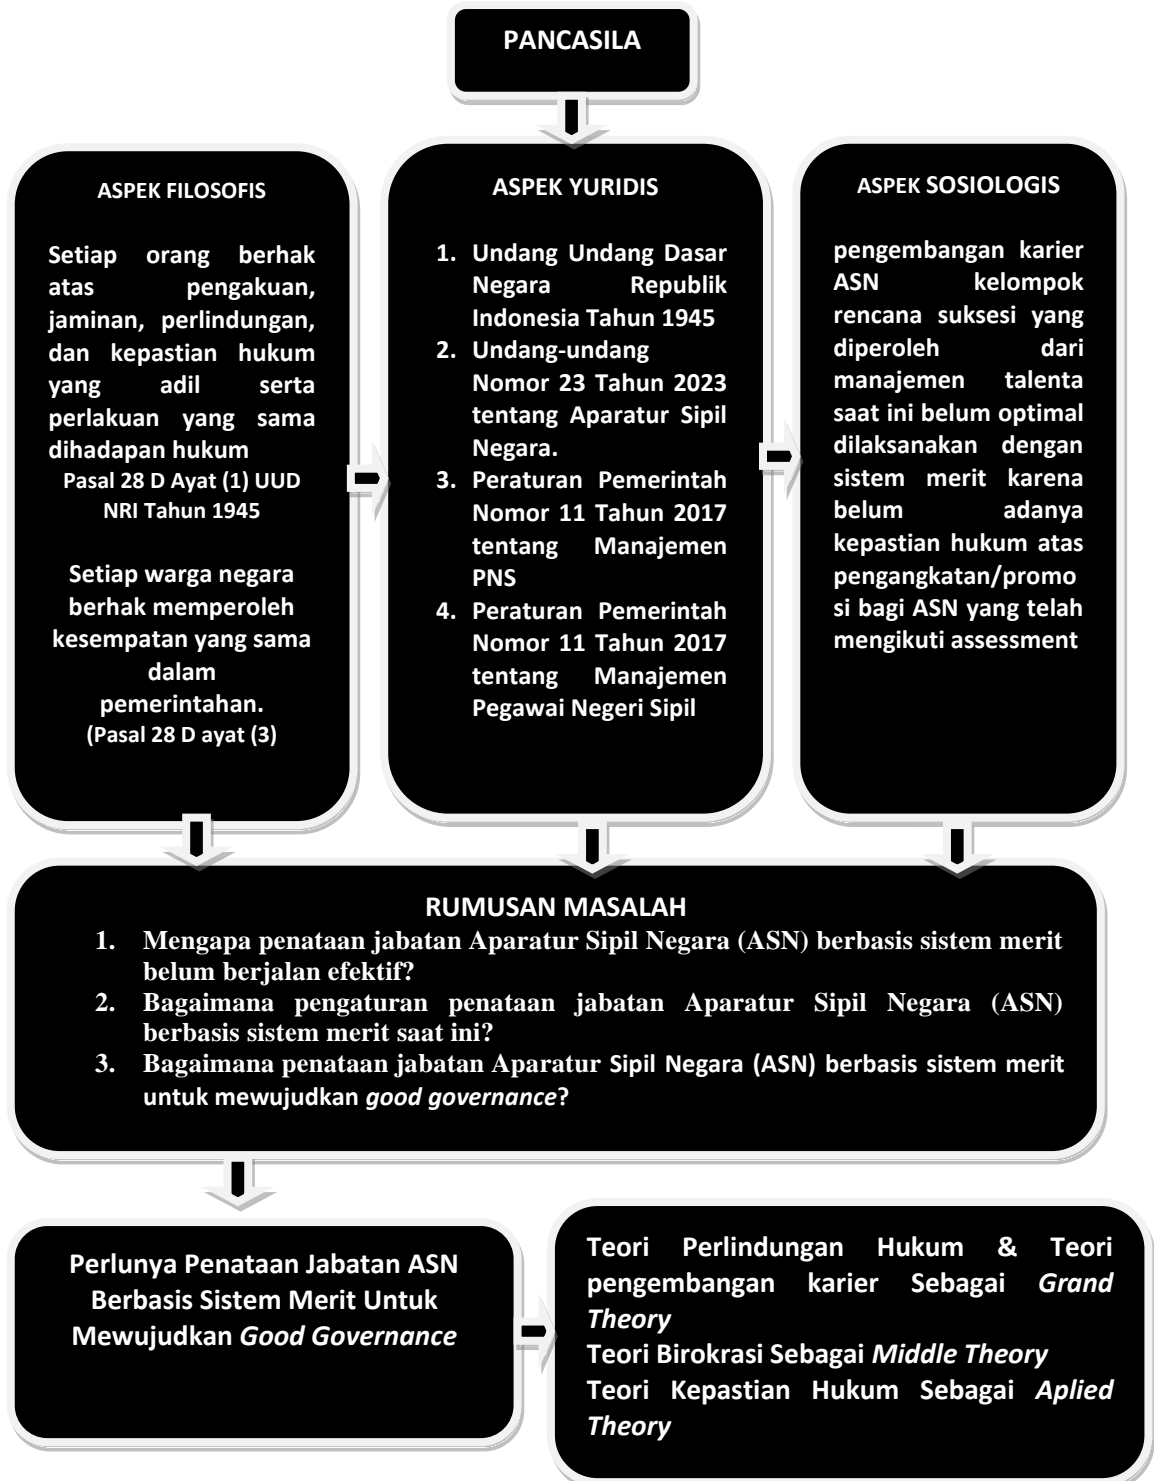 PANCASILA
ASPEK FILOSOFIS
Setiap orang berhak
atas pengakuan,
jaminan, perlindungan,
dan kepastian hukum
yang adil serta
perlakuan yang sama
dihadapan hukum
Pasal 28 D Ayat (1) UUD
NRI Tahun 1945
Setiap warga negara
berhak memperoleh
kesempatan yang sama
dalam
pemerintahan.
(Pasal 28 D ayat (3)
ASPEK YURIDIS
1. Undang Undang Dasar
Negara Republik
Indonesia Tahun 1945
2. Undang-undang
Nomor 23 Tahun 2023
tentang Aparatur Sipil
Negara.
3. Peraturan Pemerintah
Nomor 11 Tahun 2017
tentang Manajemen
PNS
4. Peraturan Pemerintah
Nomor 11 Tahun 2017
tentang Manajemen
Pegawai Negeri Sipil
ASPEK SOSIOLOGIS
pengembangan karier
ASN kelompok
rencana suksesi yang
diperoleh dari
manajemen talenta
saat ini belum optimal
dilaksanakan dengan
sistem merit karena
belum adanya
kepastian hukum atas
pengangkatan/promo
si bagi ASN yang telah
mengikuti assessment
RUMUSAN MASALAH
1. Mengapa penataan jabatan Aparatur Sipil Negara (ASN) berbasis sistem merit
belum berjalan efektif?
2. Bagaimana pengaturan penataan jabatan Aparatur Sipil Negara (ASN)
berbasis sistem merit saat ini?
3. Bagaimana penataan jabatan Aparatur Sipil Negara (ASN) berbasis sistem merit
untuk mewujudkan good governance?
Perlunya Penataan Jabatan ASN
Berbasis Sistem Merit Untuk
Mewujudkan Good Governance
Teori Perlindungan Hukum & Teori
pengembangan karier Sebagai Grand
Theory
Teori Birokrasi Sebagai Middle Theory
Teori Kepastian Hukum Sebagai Aplied
Theory